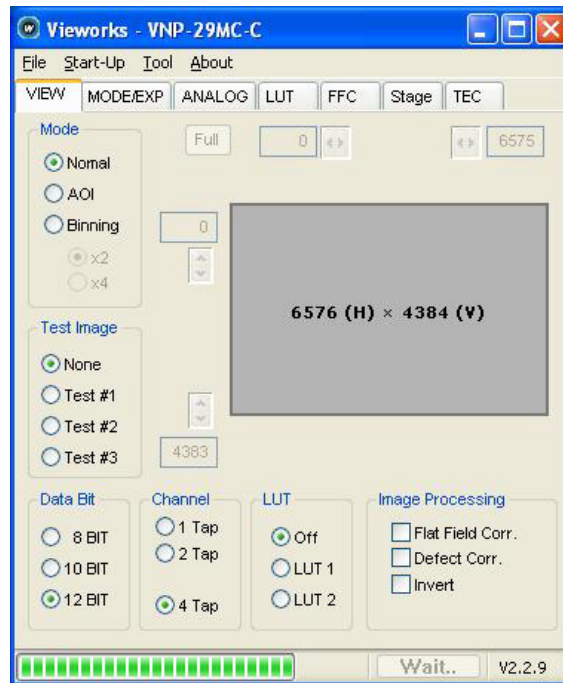 Vieworks - VNP-29MC-C
File Start-Up Tool About
VIEW MODE/EXP ANALOG LUT FFC Stage TEC
Mode
Nomal
AOI
Binning
x2
x4
Full 0 6575
0
6576 (H) × 4384 (V)
4383
Test Image
None
Test #1
Test #2
Test #3
Data Bit
8 BIT
10 BIT
12 BIT
Channel
1 Tap
2 Tap
4 Tap
LUT
Off
LUT 1
LUT 2
Image Processing
Flat Field Corr.
Defect Corr.
Invert
Wait.. V2.2.9